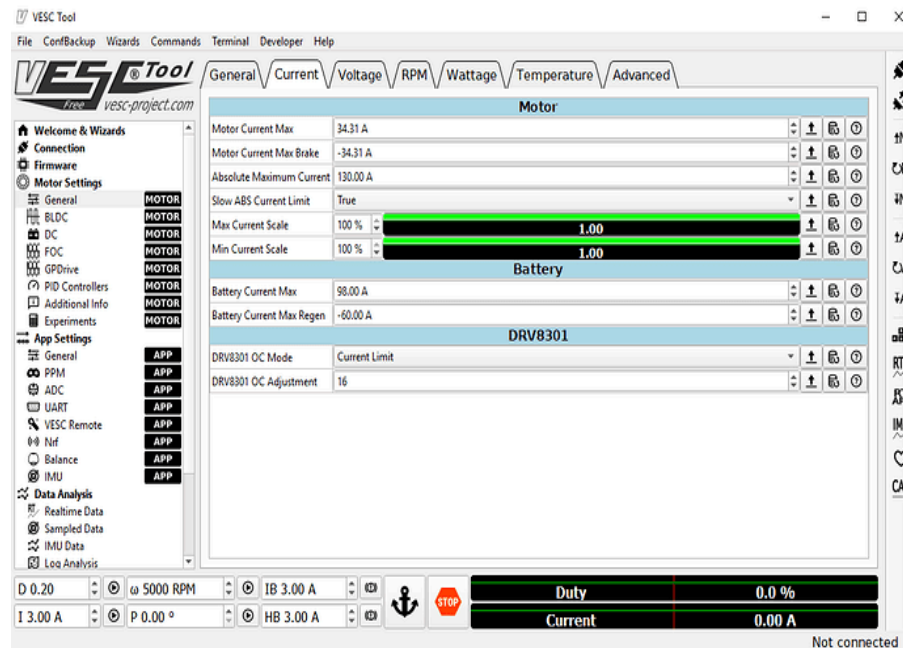 VESC Tool
File ConfBackup Wizards Commands Terminal Developer Help
VESC ® Tool
Free vesc-project.com
General Current Voltage RPM Wattage Temperature Advanced
Motor
Motor Current Max 34.31 A
Motor Current Max Brake -34.31 A
Absolute Maximum Current 130.00 A
Slow ABS Current Limit True
Max Current Scale 100 % 1.00
Min Current Scale 100 % 1.00
Battery
Battery Current Max 98.00 A
Battery Current Max Regen -60.00 A
DRV8301
DRV8301 OC Mode Current Limit
DRV8301 OC Adjustment 16
Welcome & Wizards
Connection
Firmware
Motor Settings
General MOTOR
BLDC MOTOR
DC MOTOR
FOC MOTOR
GPDrive MOTOR
PID Controllers MOTOR
Additional Info MOTOR
Experiments MOTOR
App Settings
General APP
PPM APP
ADC APP
UART APP
VESC Remote APP
Nrf APP
Balance APP
IMU APP
Data Analysis
Realtime Data
Sampled Data
IMU Data
Log Analysis
D 0.20 ω 5000 RPM IB 3.00 A
I 3.00 A P 0.00 ° HB 3.00 A
STOP
Duty 0.0 %
Current 0.00 A
Not connected